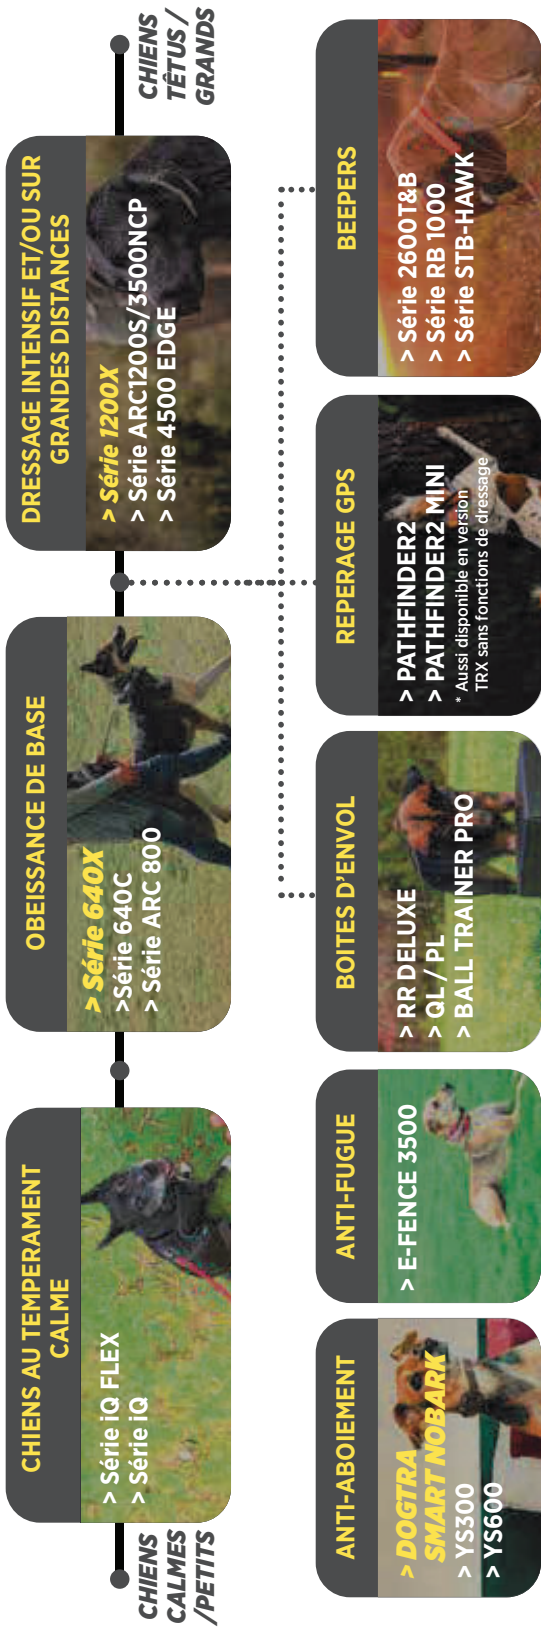 CHIENS
CALMES
/PETITS
CHIENS AU TEMPERAMENT
CALME
> Série iQ FLEX
> Série iQ
OBEISSANCE DE BASE
> Série 640X
>Série 640C
> Série ARC 800
DRESSAGE INTENSIF ET/OU SUR
GRANDES DISTANCES
> Série 1200X
> Série ARC1200S/3500NCP
> Série 4500 EDGE
CHIENS
TÊTUS /
GRANDS
ANTI-ABOIEMENT
> DOGTRA
SMART NOBARK
> YS300
> YS600
ANTI-FUGUE
> E-FENCE 3500
BOITES D'ENVOL
> RR DELUXE
> QL / PL
> BALL TRAINER PRO
REPERAGE GPS
> PATHFINDER2
> PATHFINDER2 MINI
* Aussi disponible en version
TRX sans fonctions de dressage
BEEPERS
> Série 2600T&B
> Série RB 1000
> Série STB-HAWK